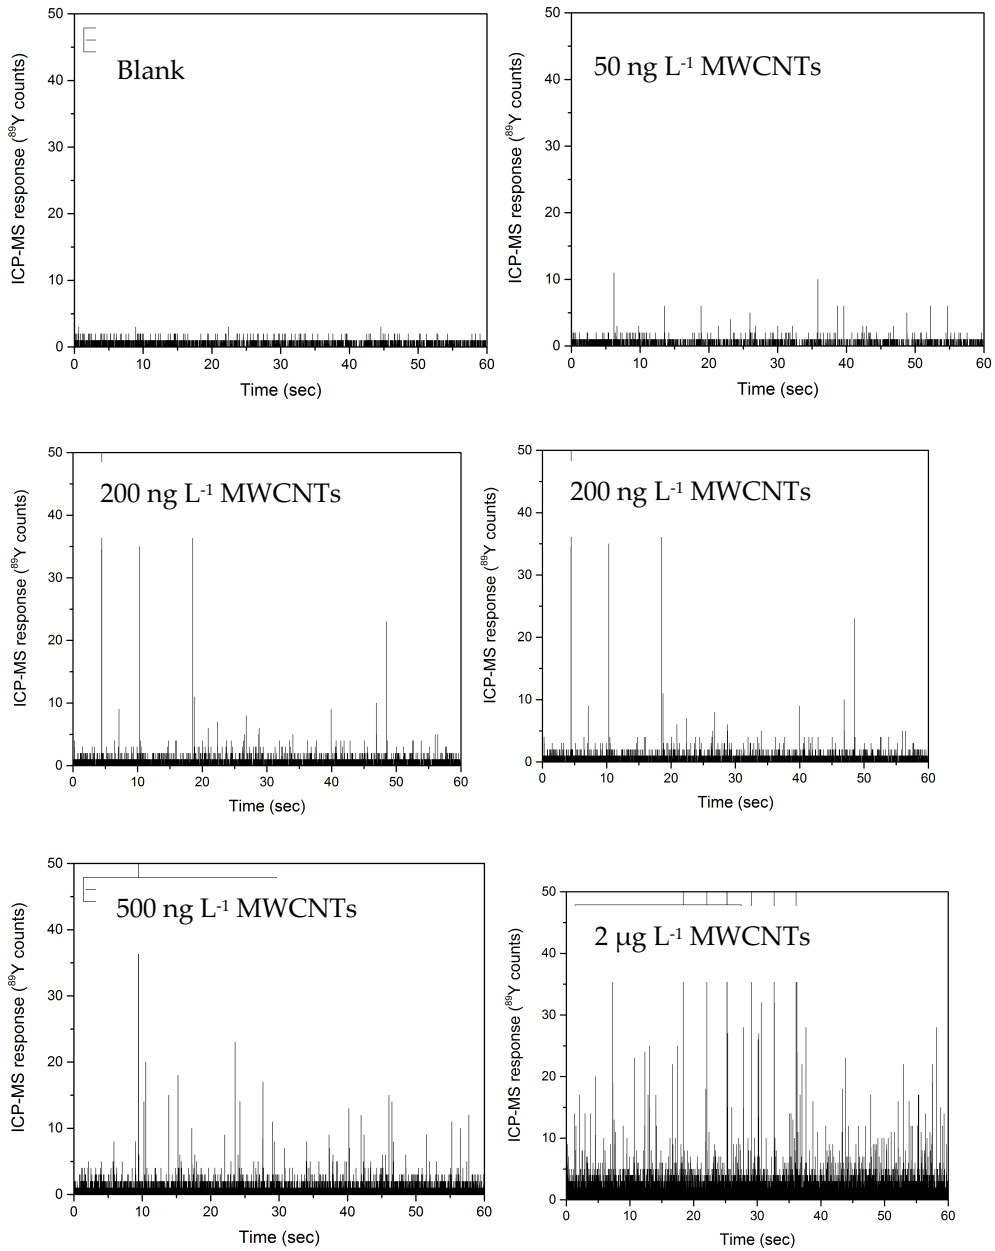 Blank
ICP-MS response (⁸⁹Y counts)
50
40
30
20
10
0
0 10 20 30 40 50 60
Time (sec)
50 ng L⁻¹ MWCNTs
ICP-MS response (⁸⁹Y counts)
50
40
30
20
10
0
0 10 20 30 40 50 60
Time (sec)
200 ng L⁻¹ MWCNTs
ICP-MS response (⁸⁹Y counts)
50
40
30
20
10
0
0 10 20 30 40 50 60
Time (sec)
200 ng L⁻¹ MWCNTs
ICP-MS response (⁸⁹Y counts)
50
40
30
20
10
0
0 10 20 30 40 50 60
Time (sec)
500 ng L⁻¹ MWCNTs
ICP-MS response (⁸⁹Y counts)
50
40
30
20
10
0
0 10 20 30 40 50 60
Time (sec)
2 µg L⁻¹ MWCNTs
ICP-MS response (⁸⁹Y counts)
50
40
30
20
10
0
0 10 20 30 40 50 60
Time (sec)